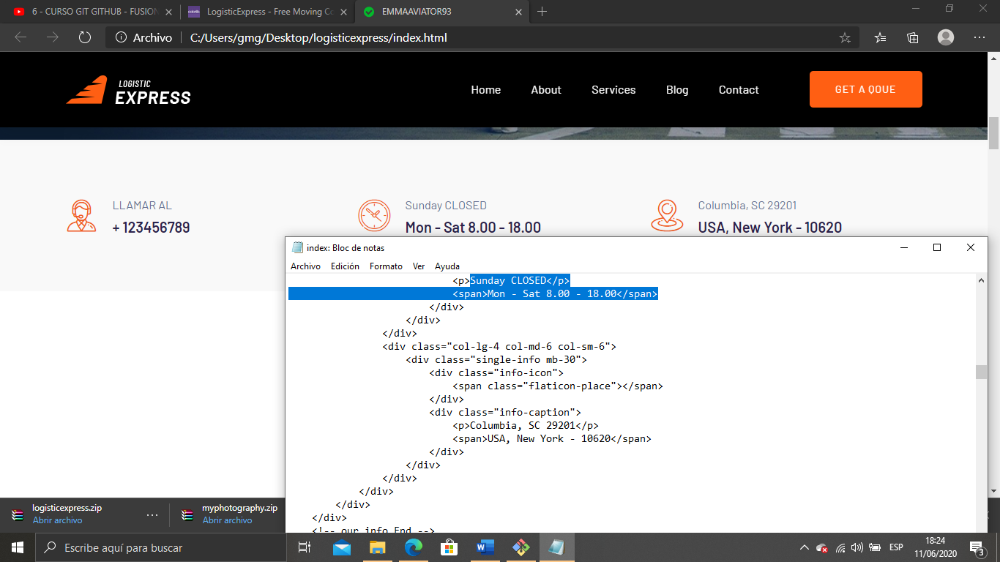 6 - CURSO GIT GITHUB - FUSION
colorlib
LogisticExpress - Free Moving Co
EMMAAVIATOR93
Archivo
C:/Users/gmg/Desktop/logisticexpress/index.html
LOGISTIC
EXPRESS
Home
About
Services
Blog
Contact
GET A QOUE
LLAMAR AL
+ 123456789
Sunday CLOSED
Mon - Sat 8.00 - 18.00
Columbia, SC 29201
USA, New York - 10620
index: Bloc de notas
Archivo Edición Formato Ver Ayuda
<p>Sunday CLOSED</p>
<span>Mon - Sat 8.00 - 18.00</span>
</div>
</div>
</div>
<div class="col-lg-4 col-md-6 col-sm-6">
<div class="single-info mb-30">
<div class="info-icon">
<span class="flaticon-place"></span>
</div>
<div class="info-caption">
<p>Columbia, SC 29201</p>
<span>USA, New York - 10620</span>
</div>
</div>
</div>
</div>
</div>
</div>
<!-- our info End -->
logisticexpress.zip
Abrir archivo
myphotography.zip
Abrir archivo
Escribe aquí para buscar
ESP
18:24
11/06/2020
3